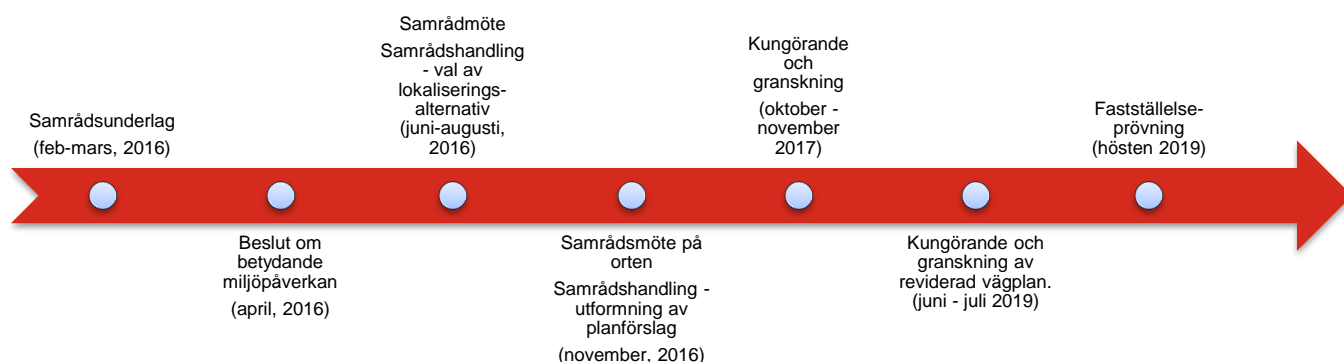 Samrådsunderlag
(feb-mars, 2016)
Beslut om
betydande
miljöpåverkan
(april, 2016)
Samrådmöte
Samrådshandling
- val av
lokaliserings-
alternativ
(juni-augusti,
2016)
Samrådsmöte på
orten
Samrådshandling -
utformning av
planförslag
(november, 2016)
Kungörande
och
granskning
(oktober -
november
2017)
Kungörande och
granskning av
reviderad vägplan.
(juni - juli 2019)
Fastställelse-
prövning
(hösten 2019)